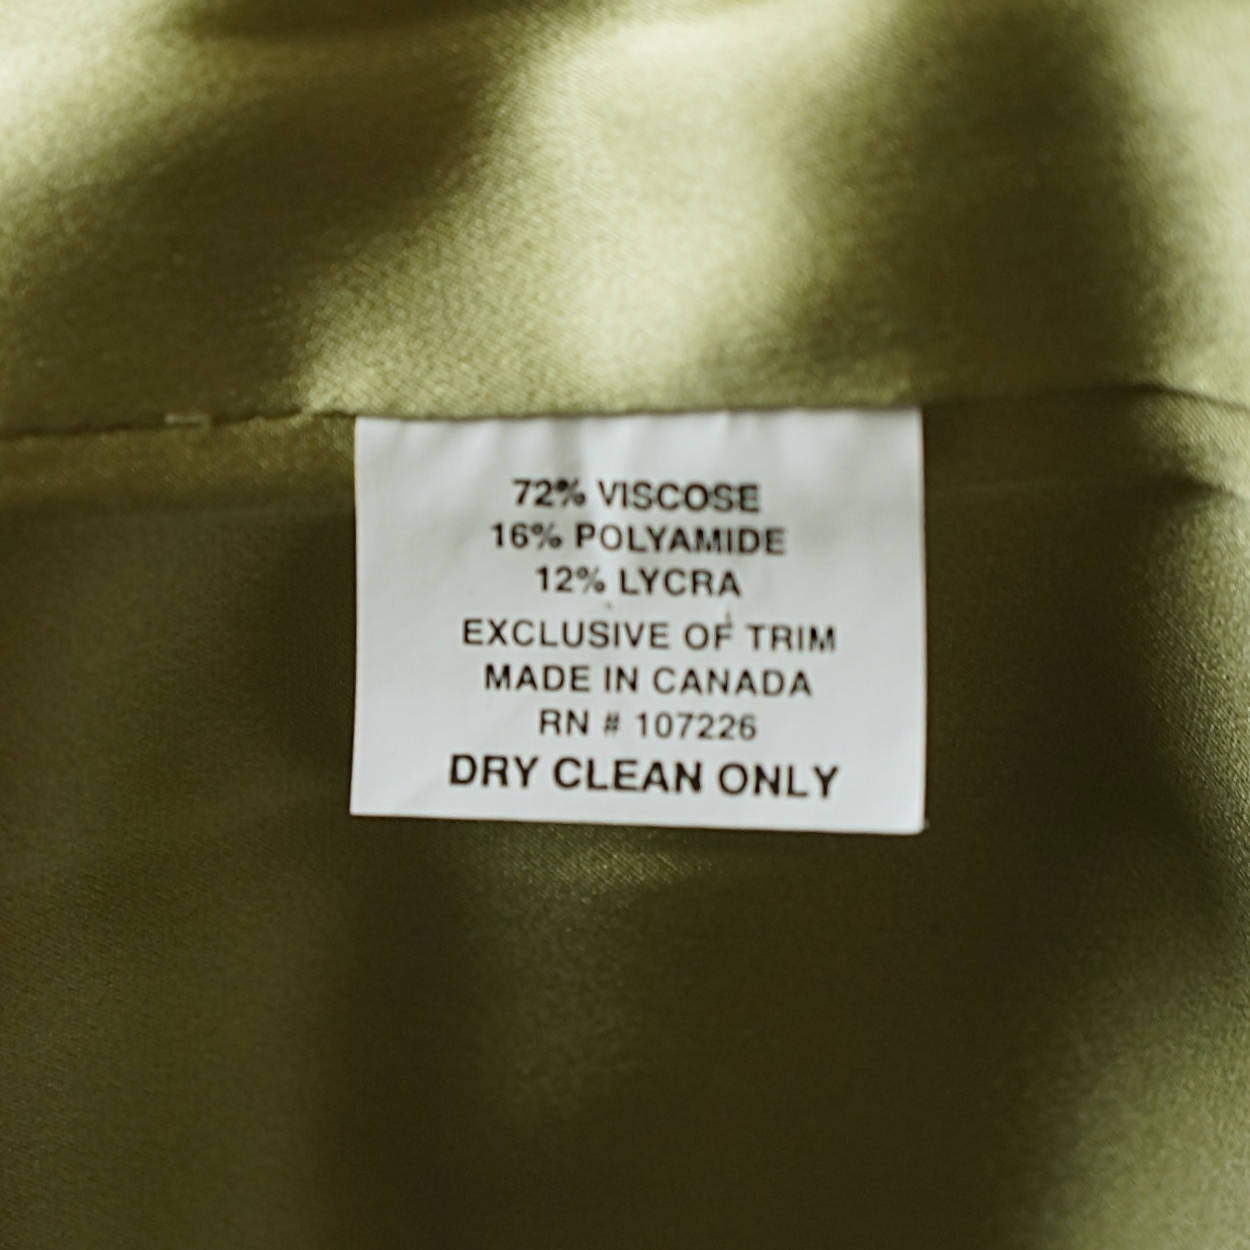 72% VISCOSE
16% POLYAMIDE
12% LYCRA
EXCLUSIVE OF TRIM
MADE IN CANADA
RN # 107226
DRY CLEAN ONLY